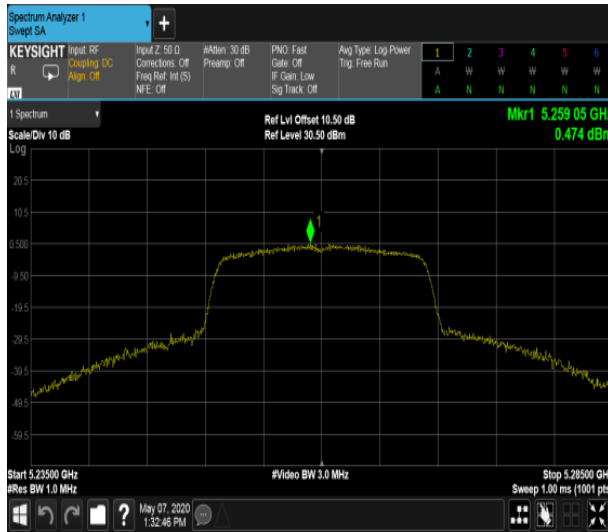 Spectrum Analyzer 1
Swept SA
KEYSIGHT
R
LXI
Input: RF
Coupling: DC
Align: Off
Input Z: 50 Ω
Corrections: Off
Freq Ref: Int (S)
NFE: Off
#Atten: 30 dB
Preamp: Off
PNO: Fast
Gate: Off
IF Gain: Low
Sig Track: Off
Avg Type: Log-Power
Trig: Free Run
1 2 3 4 5 6
A W W W W W
A N N N N N
1 Spectrum
Scale/Div 10 dB
Ref Lvl Offset 10.50 dB
Ref Level 30.50 dBm
Mkr1 5.259 05 GHz
0.474 dBm
Log
20.5
10.5
0.500
-9.50
-19.5
-29.5
-39.5
-49.5
-59.5
1
Start 5.23500 GHz
#Res BW 1.0 MHz
#Video BW 3.0 MHz
Stop 5.28500 GH
Sweep 1.00 ms (1001 pts
?
May 07, 2020
1:32:46 PM